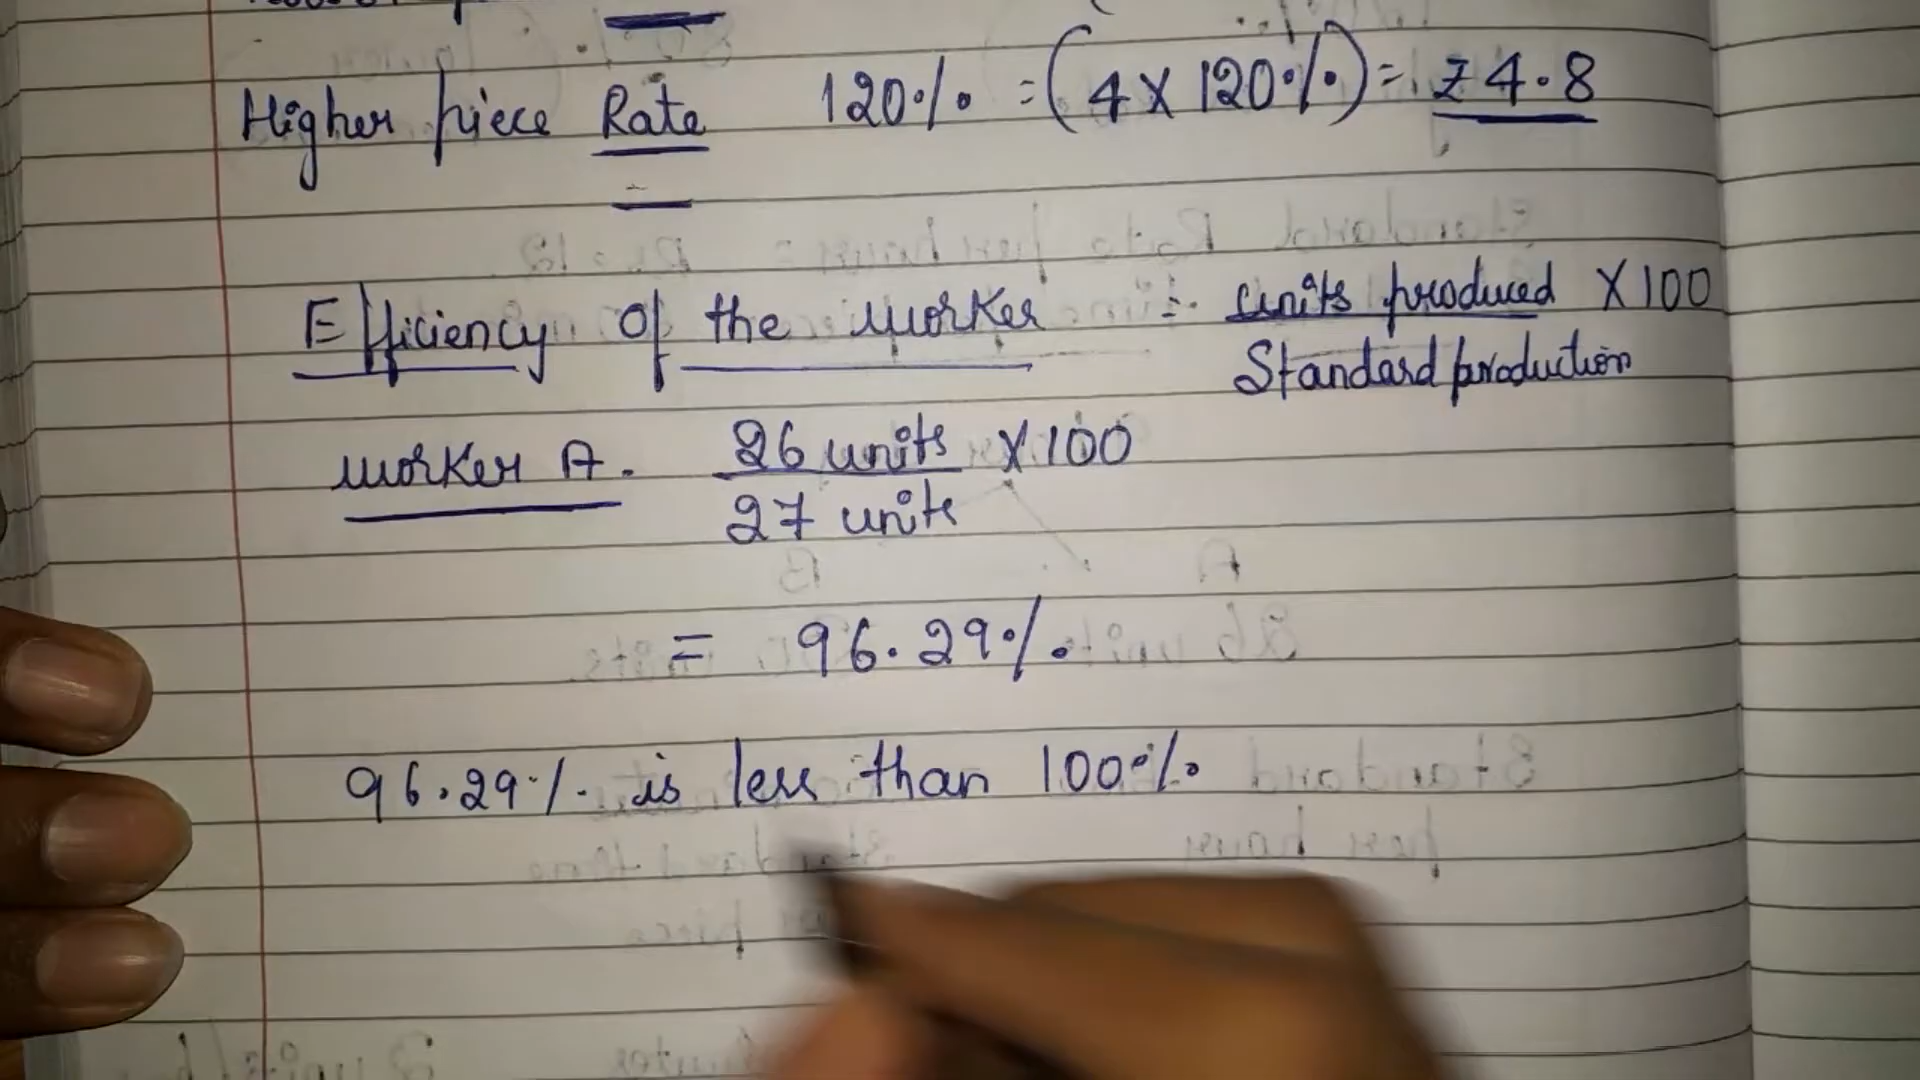 Higher piece Rate 120% = (4 X 120%) = ₹4.8
Efficiency of the worker :- units produced X 100
Standard production
worker A. 26 units X 100
27 units
= 96.29%.
96.29%. is less than 100%.